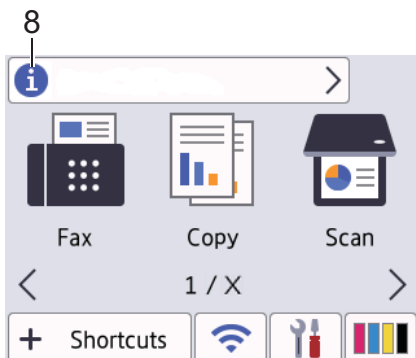 8
i
Fax Copy Scan
< 1 / X >
+ Shortcuts